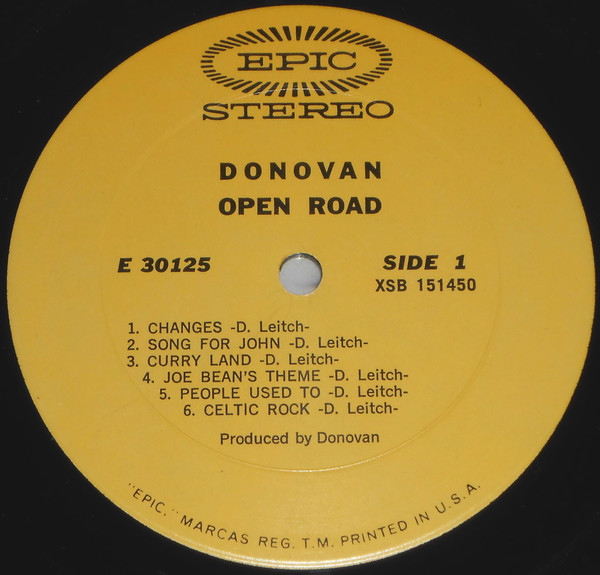 EPIC
STEREO
DONOVAN
OPEN ROAD
E 30125
SIDE 1
XSB 151450
1. CHANGES -D. Leitch-
2. SONG FOR JOHN -D. Leitch-
3. CURRY LAND -D. Leitch-
4. JOE BEAN'S THEME -D. Leitch-
5. PEOPLE USED TO -D. Leitch-
6. CELTIC ROCK -D. Leitch-
Produced by Donovan
"EPIC," MARCAS REG. T.M. PRINTED IN U.S.A.